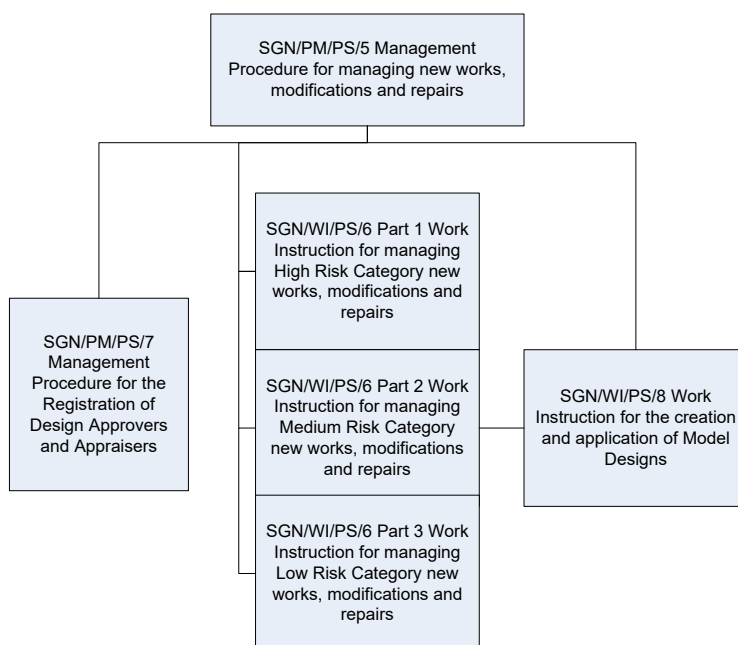 SGN/PM/PS/5 Management
Procedure for managing new works,
modifications and repairs
SGN/WI/PS/6 Part 1 Work
Instruction for managing
High Risk Category new
works, modifications and
repairs
SGN/PM/PS/7
Management
Procedure for the
Registration of
Design Approvers
and Appraisers
SGN/WI/PS/6 Part 2 Work
Instruction for managing
Medium Risk Category
new works, modifications
and repairs
SGN/WI/PS/8 Work
Instruction for the creation
and application of Model
Designs
SGN/WI/PS/6 Part 3 Work
Instruction for managing
Low Risk Category new
works, modifications and
repairs